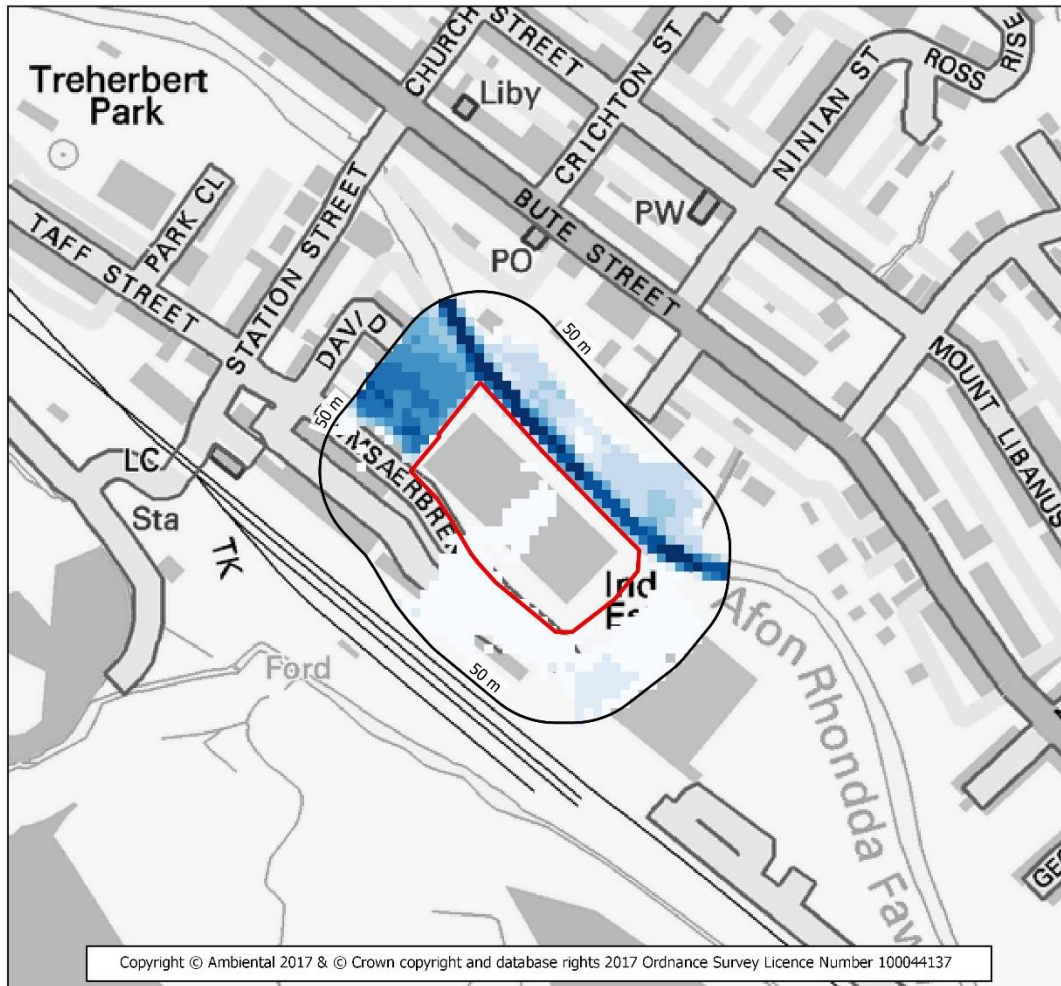 Treherbert
Park
Liby
CHURCH
STREET
CRICHTON ST
NINIAN ST
ROSS
RISE
PARK CL
STATION STREET
TAFF STREET
BUTE STREET
PW
PO
DAV/D
50 m
50 m
MOUNT LIBANUS
LC
Sta
TK
Ind
Ford
50 m
Afon Rhondda Faw
GE
Copyright © Ambiental 2017 & © Crown copyright and database rights 2017 Ordnance Survey Licence Number 100044137